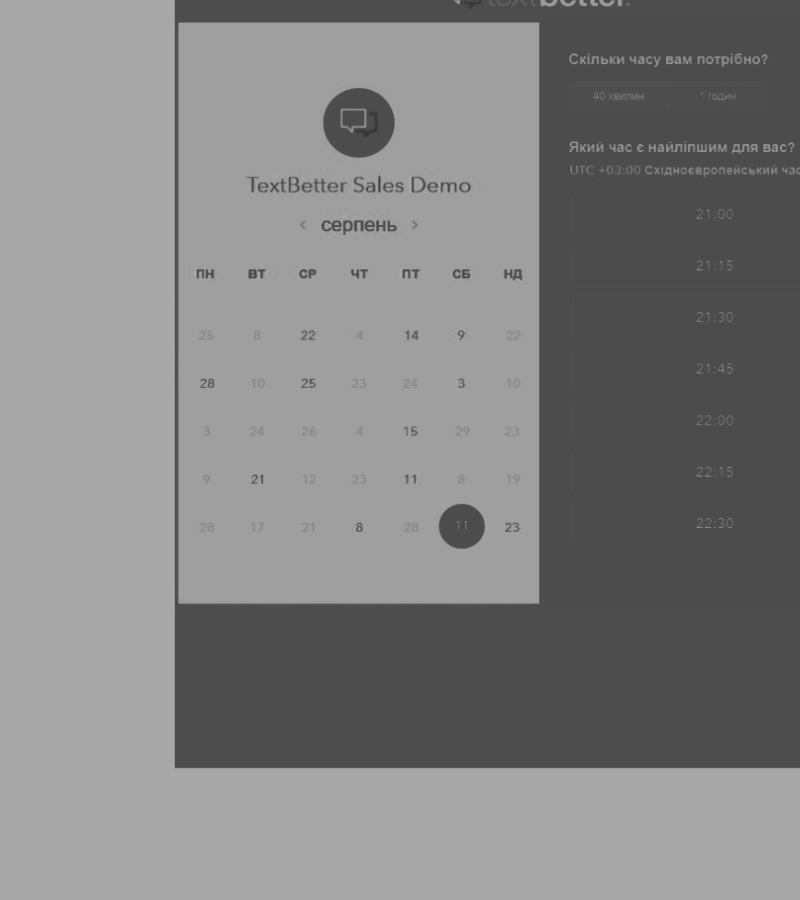 textbetter.
TextBetter Sales Demo
‹ серпень ›
ПН ВТ СР ЧТ ПТ СБ НД
25 8 22 4 14 9 22
28 10 25 23 24 3 10
3 24 26 4 15 29 23
9 21 12 23 11 8 19
28 17 21 8 28 11 23
Скільки часу вам потрібно?
40 хвилин 1 годин
Який час є найліпшим для вас?
UTC +03:00 Східноєвропейський час
21:00
21:15
21:30
21:45
22:00
22:15
22:30